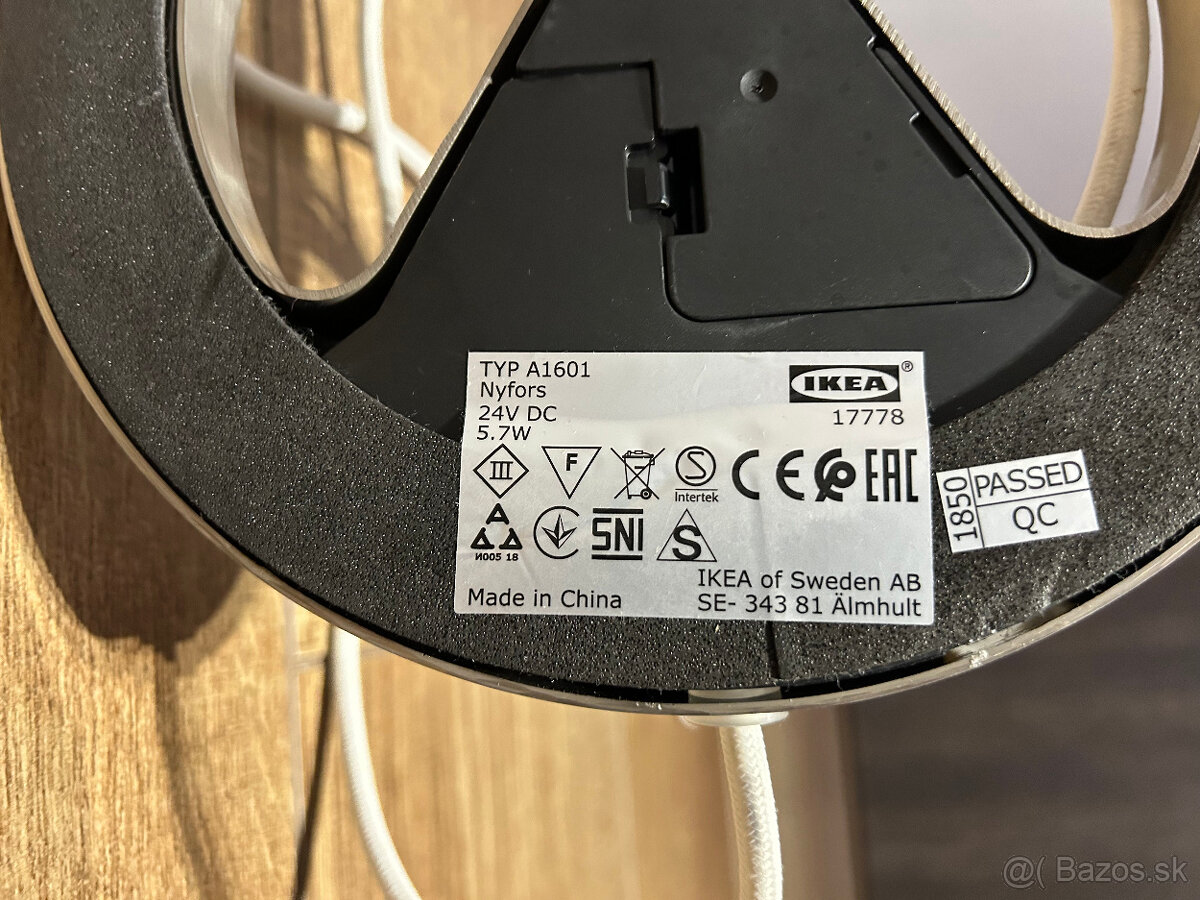 TYP A1601
Nyfors
24V DC
5.7W
IKEA®
17778
III
F
S
Intertek
CE
EAC
И005 18
SNI
S
Made in China
IKEA of Sweden AB
SE- 343 81 Älmhult
1850
PASSED
QC
@( Bazos.sk